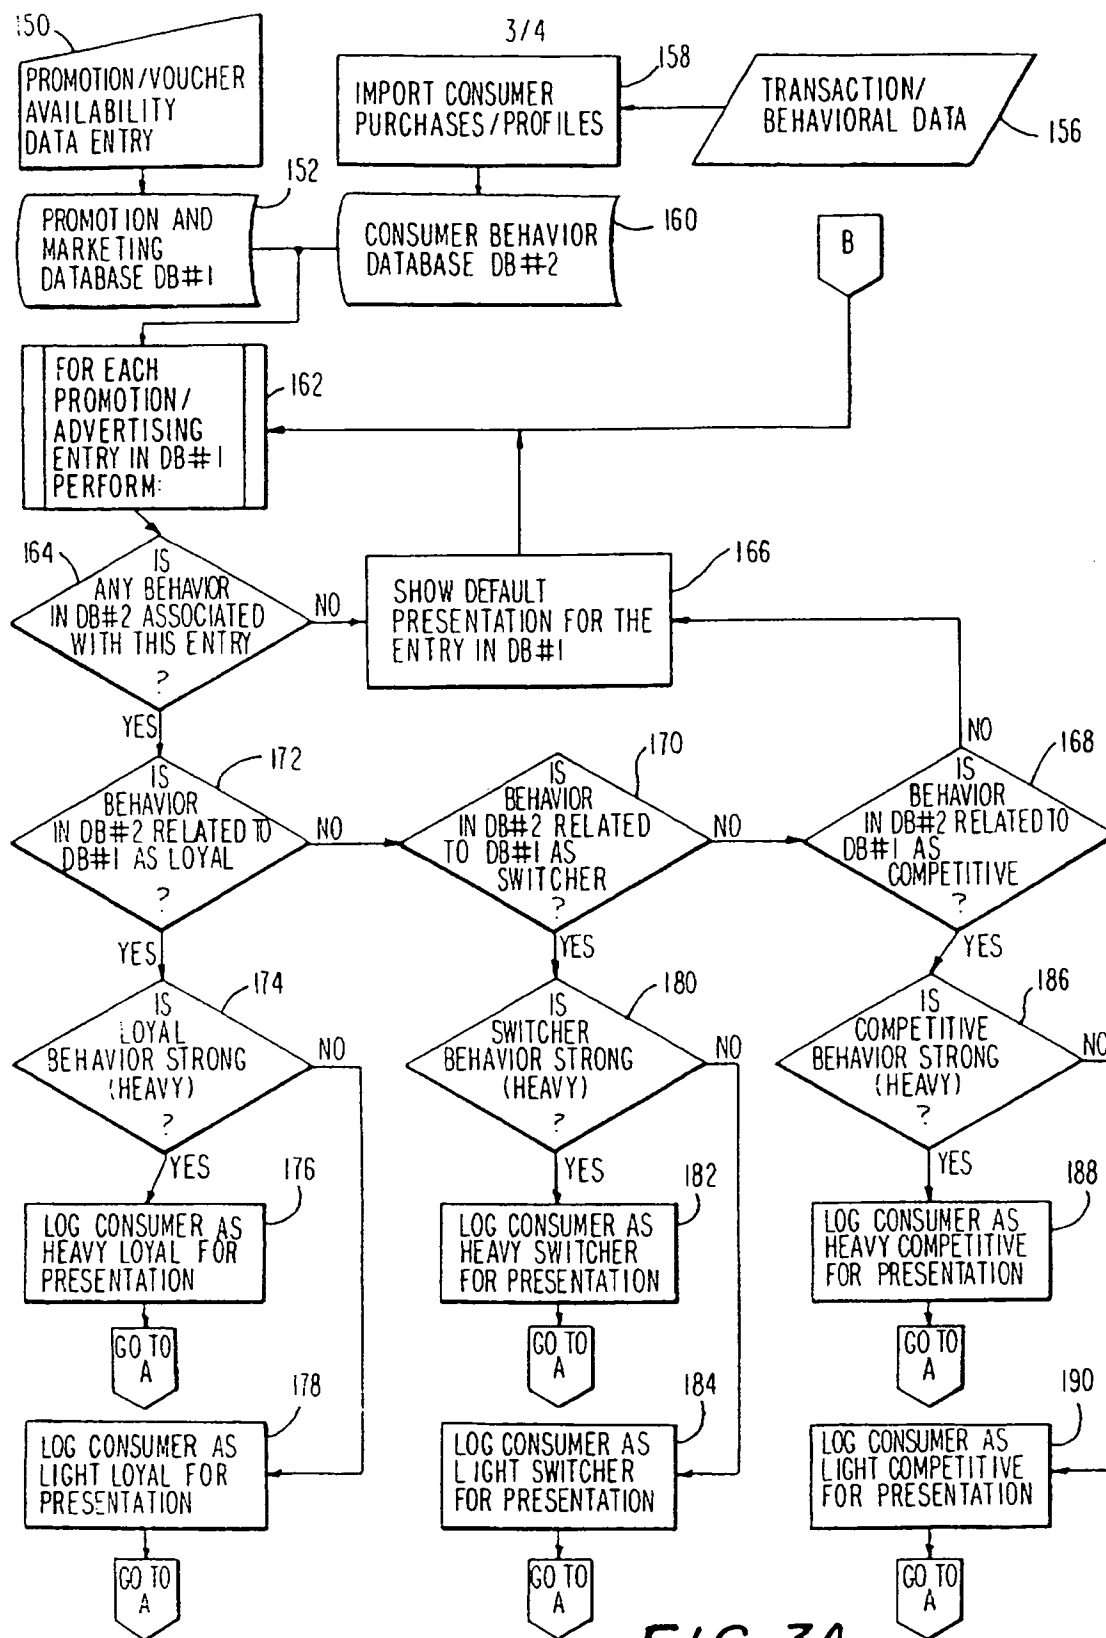 150
3/4
PROMOTION/VOUCHER
AVAILABILITY
DATA ENTRY
IMPORT CONSUMER
PURCHASES/PROFILES
158
TRANSACTION/
BEHAVIORAL DATA
156
152
PROMOTION AND
MARKETING
DATABASE DB#1
CONSUMER BEHAVIOR
DATABASE DB#2
160
B
FOR EACH
PROMOTION/
ADVERTISING
ENTRY IN DB#1
PERFORM:
162
164
IS
ANY BEHAVIOR
IN DB#2 ASSOCIATED
WITH THIS ENTRY
?
NO
SHOW DEFAULT
PRESENTATION FOR THE
ENTRY IN DB#1
166
YES
172
IS
BEHAVIOR
IN DB#2 RELATED TO
DB#1 AS LOYAL
?
NO
170
IS
BEHAVIOR
IN DB#2 RELATED
TO DB#1 AS
SWITCHER
?
NO
NO
168
IS
BEHAVIOR
IN DB#2 RELATED TO
DB#1 AS
COMPETITIVE
?
YES
YES
YES
174
IS
LOYAL
BEHAVIOR STRONG
(HEAVY)
?
NO
180
IS
SWITCHER
BEHAVIOR STRONG
(HEAVY)
?
NO
186
IS
COMPETITIVE
BEHAVIOR STRONG
(HEAVY)
?
NO
YES
YES
YES
176
LOG CONSUMER AS
HEAVY LOYAL FOR
PRESENTATION
182
LOG CONSUMER AS
HEAVY SWITCHER
FOR PRESENTATION
188
LOG CONSUMER AS
HEAVY COMPETITIVE
FOR PRESENTATION
GO TO
A
GO TO
A
GO TO
A
178
LOG CONSUMER AS
LIGHT LOYAL FOR
PRESENTATION
184
LOG CONSUMER AS
LIGHT SWITCHER
FOR PRESENTATION
190
LOG CONSUMER AS
LIGHT COMPETITIVE
FOR PRESENTATION
GO TO
A
GO TO
A
GO TO
A
FIG. 3A